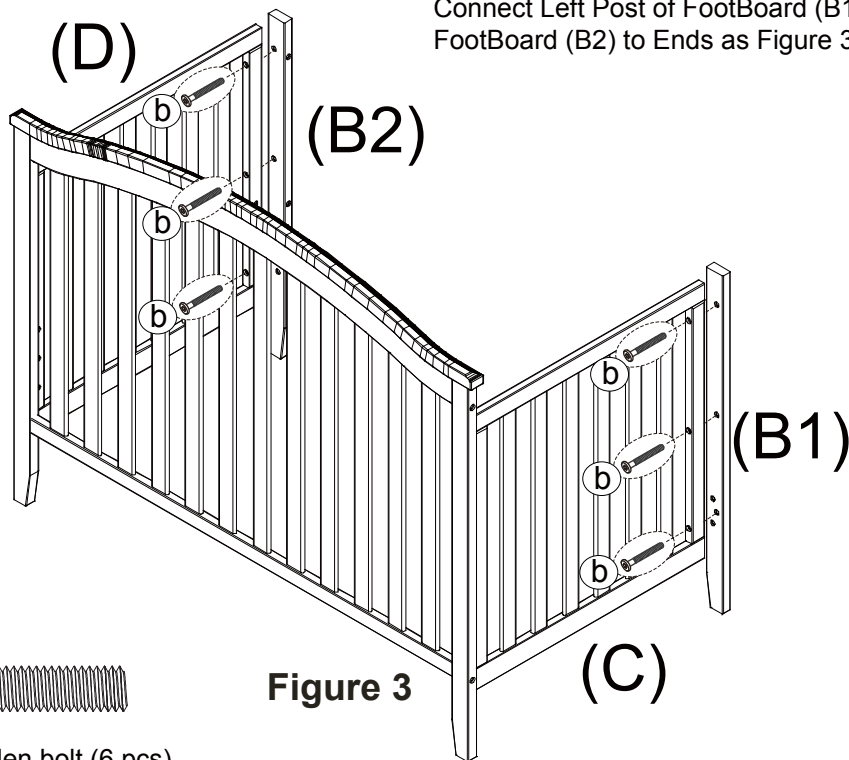 Connect Left Post of FootBoard (B1
FootBoard (B2) to Ends as Figure 3
(D)
b
(B2)
b
b
b
(B1)
b
b
(C)
Figure 3
bolt (6 pcs)